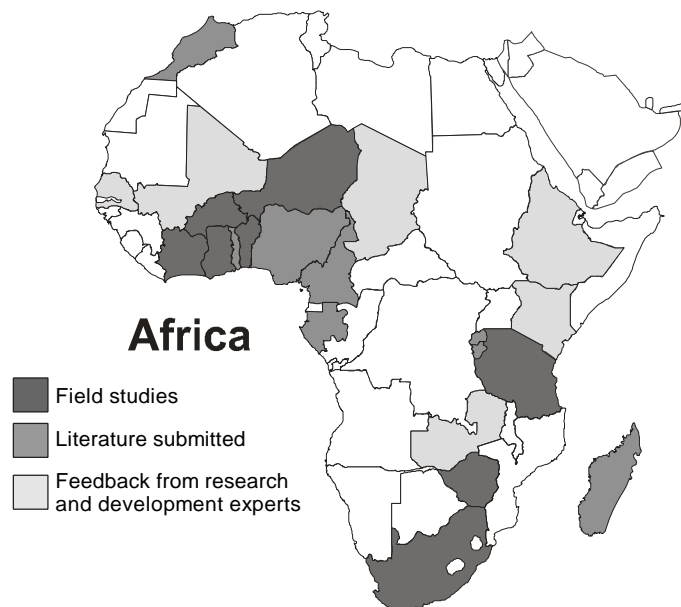 Africa
Field studies
Literature submitted
Feedback from research
and development experts